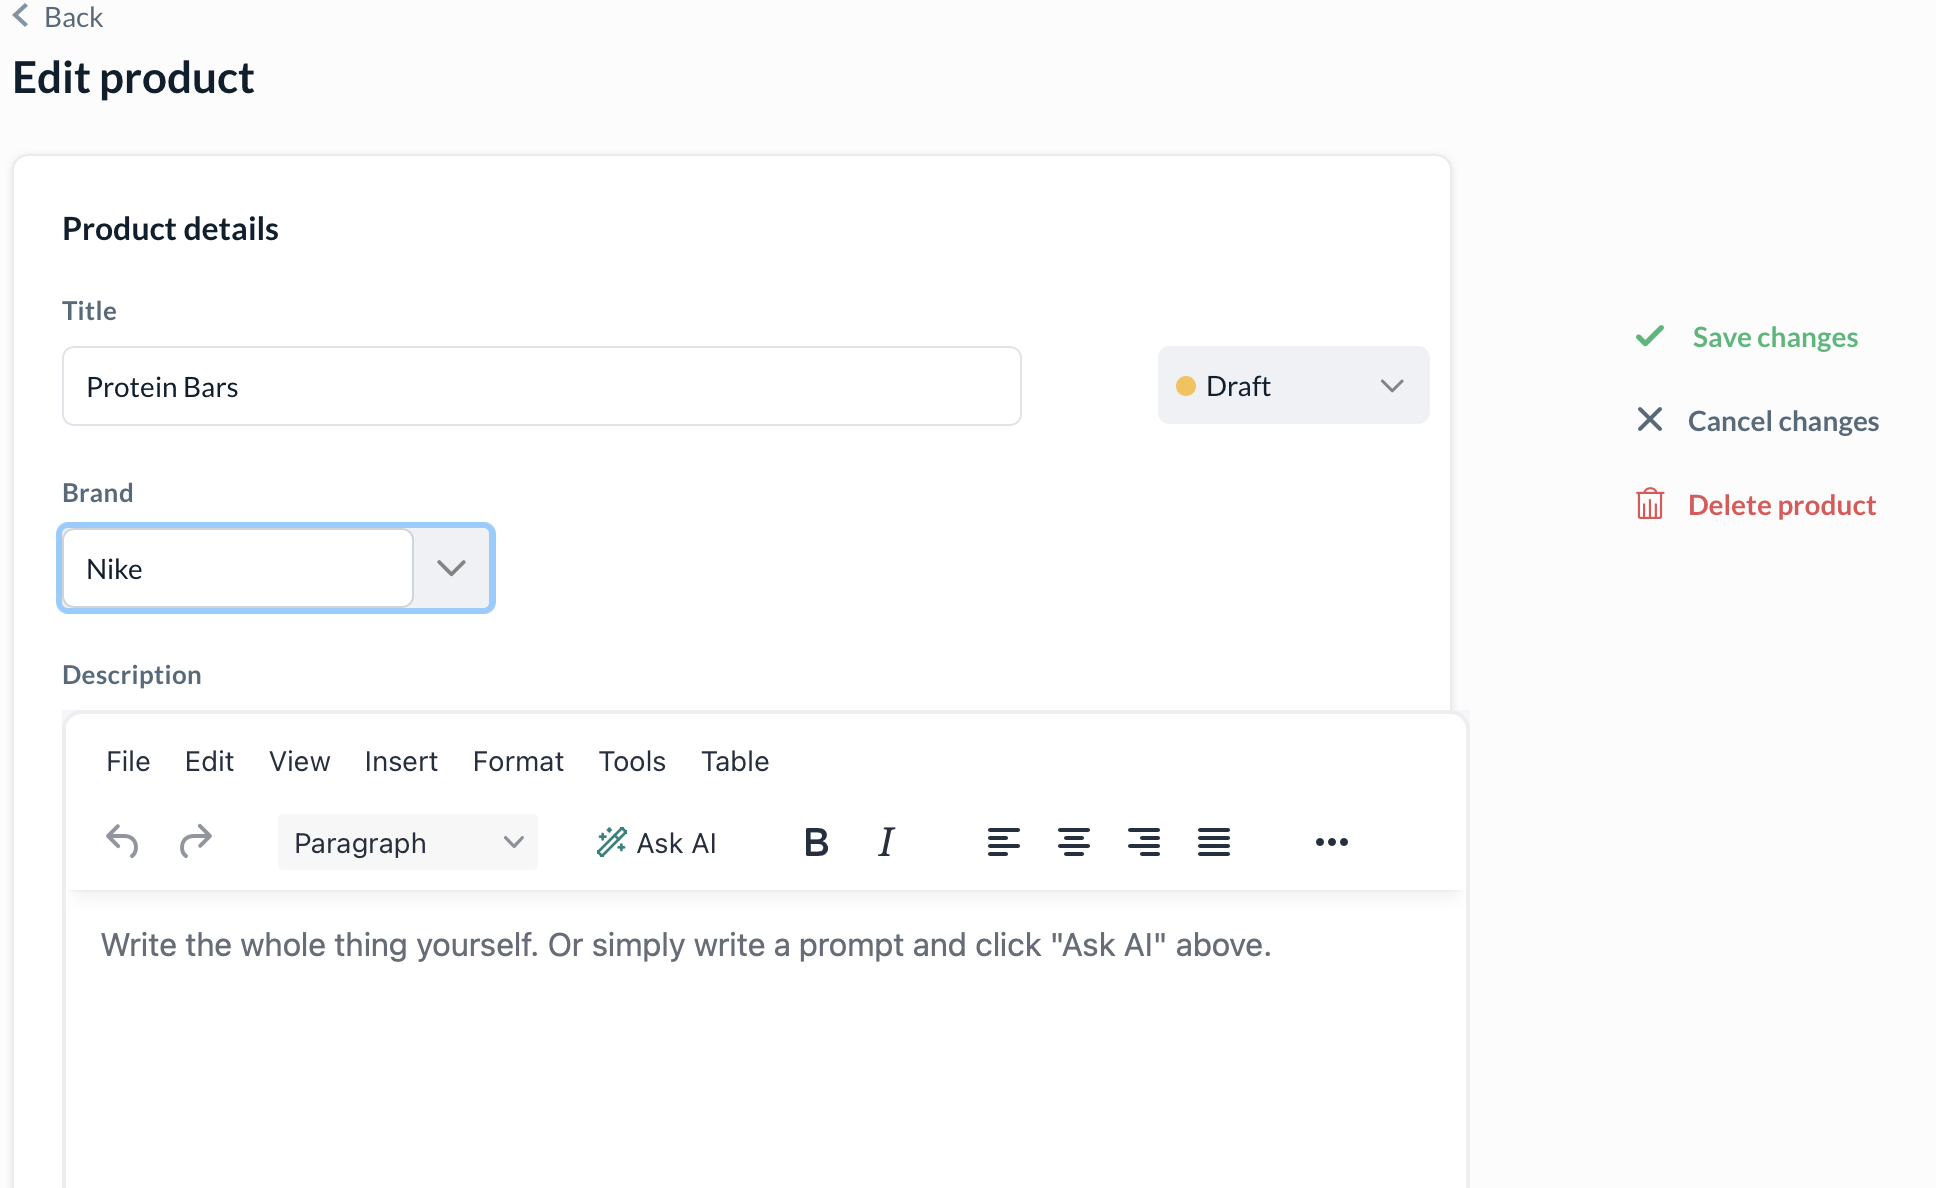 Back
Edit product
Product details
Title
Protein Bars
Draft
Save changes
Cancel changes
Delete product
Brand
Nike
Description
File Edit View Insert Format Tools Table
Paragraph Ask AI B I
Write the whole thing yourself. Or simply write a prompt and click "Ask AI" above.